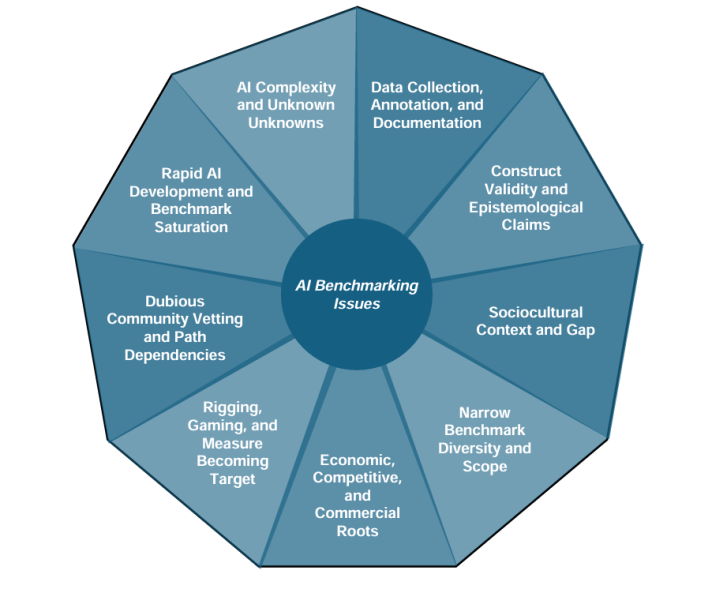 AI Complexity
and Unknown
Unknowns
Data Collection,
Annotation, and
Documentation
Construct
Validity and
Epistemological
Claims
Sociocultural
Context and Gap
Narrow
Benchmark
Diversity and
Scope
Economic,
Competitive,
and
Commercial
Roots
Rigging,
Gaming, and
Measure
Becoming
Target
Dubious
Community Vetting
and Path
Dependencies
Rapid AI
Development and
Benchmark
Saturation
AI Benchmarking
Issues